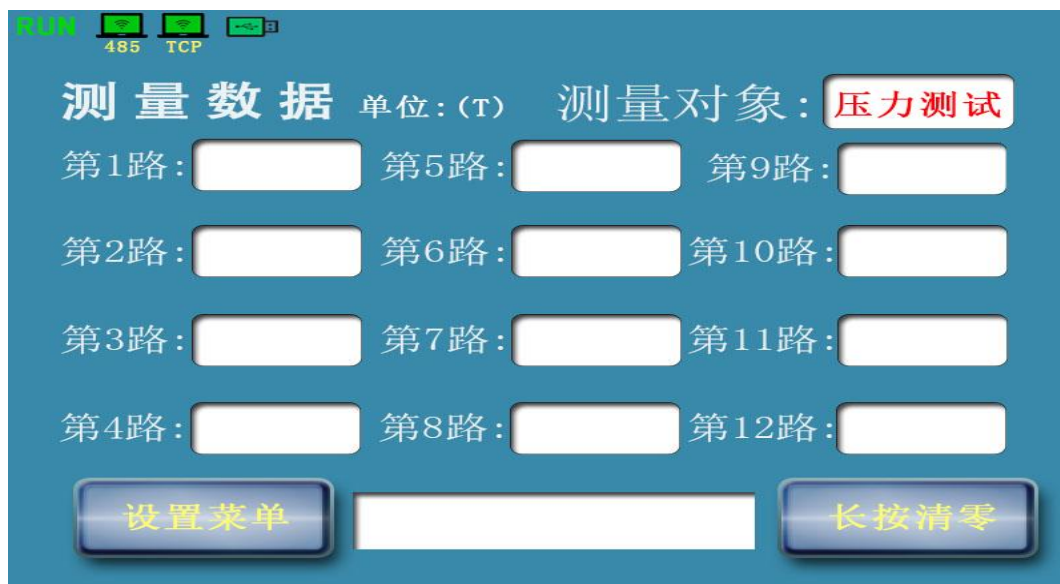 RUN
485 TCP
测量数据 单位:(T) 测量对象: 压力测试
第1路: 第5路: 第9路:
第2路: 第6路: 第10路:
第3路: 第7路: 第11路:
第4路: 第8路: 第12路:
设置菜单 长按清零